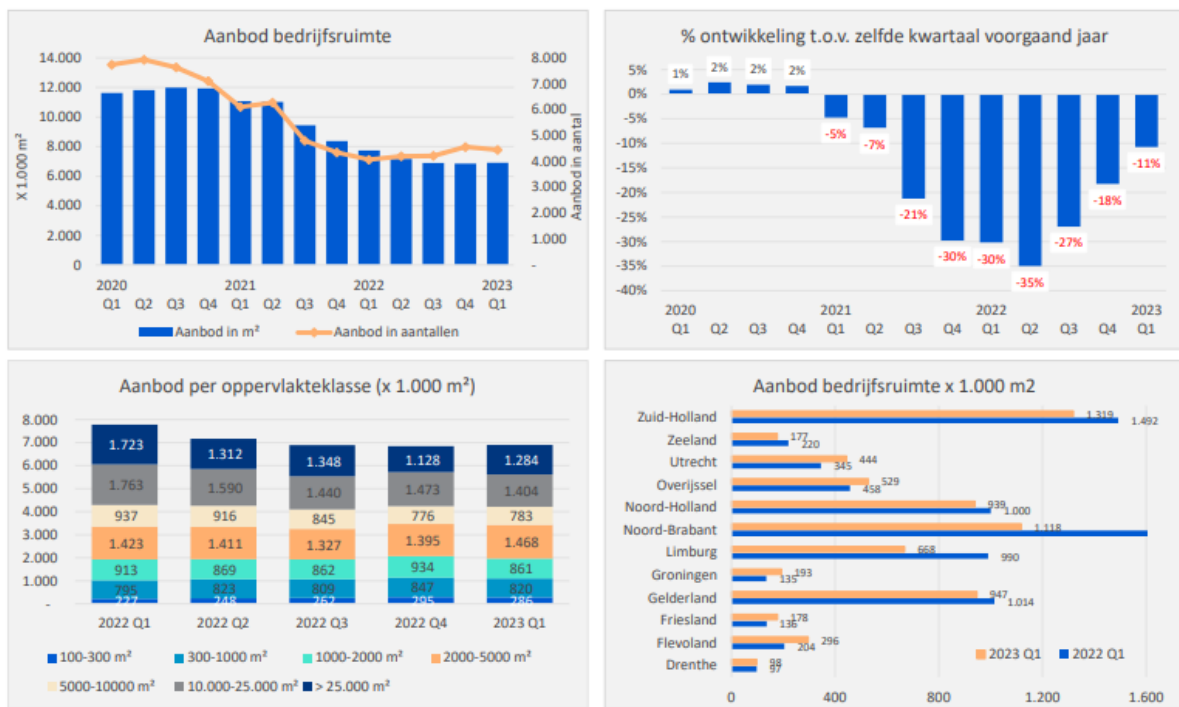 Aanbod bedrijfsruimte
14.000
12.000
10.000
8.000
6.000
4.000
2.000
0
X 1.000 m²
8.000
7.000
6.000
5.000
4.000
3.000
2.000
1.000
-
Aanbod in aantal
2020 2021 2022 2023
Q1 Q2 Q3 Q4 Q1 Q2 Q3 Q4 Q1 Q2 Q3 Q4 Q1
Aanbod in m² Aanbod in aantallen
% ontwikkeling t.o.v. zelfde kwartaal voorgaand jaar
5%
0%
-5%
-10%
-15%
-20%
-25%
-30%
-35%
-40%
1% 2% 2% 2% -5% -7% -21% -30% -30% -35% -27% -18% -11%
2020 2021 2022 2023
Q1 Q2 Q3 Q4 Q1 Q2 Q3 Q4 Q1 Q2 Q3 Q4 Q1
Aanbod per oppervlakteklasse (x 1.000 m²)
8.000
7.000
6.000
5.000
4.000
3.000
2.000
1.000
-
1.723 1.312 1.348 1.128 1.284
1.763 1.590 1.440 1.473 1.404
937 916 845 776 783
1.423 1.411 1.327 1.395 1.468
913 869 862 934 861
795 823 809 847 820
227 248 262 295 286
2022 Q1 2022 Q2 2022 Q3 2022 Q4 2023 Q1
100-300 m² 300-1000 m² 1000-2000 m² 2000-5000 m²
5000-10000 m² 10.000-25.000 m² > 25.000 m²
Aanbod bedrijfsruimte x 1.000 m2
Zuid-Holland 1.319 1.492
Zeeland 177 220
Utrecht 444 345
Overijssel 529 458
Noord-Holland 939 1.000
Noord-Brabant 1.118
Limburg 668 990
Groningen 193 135
Gelderland 947 1.014
Friesland 178 136
Flevoland 296 204
Drenthe 98 97
2023 Q1 2022 Q1
0 400 800 1.200 1.600